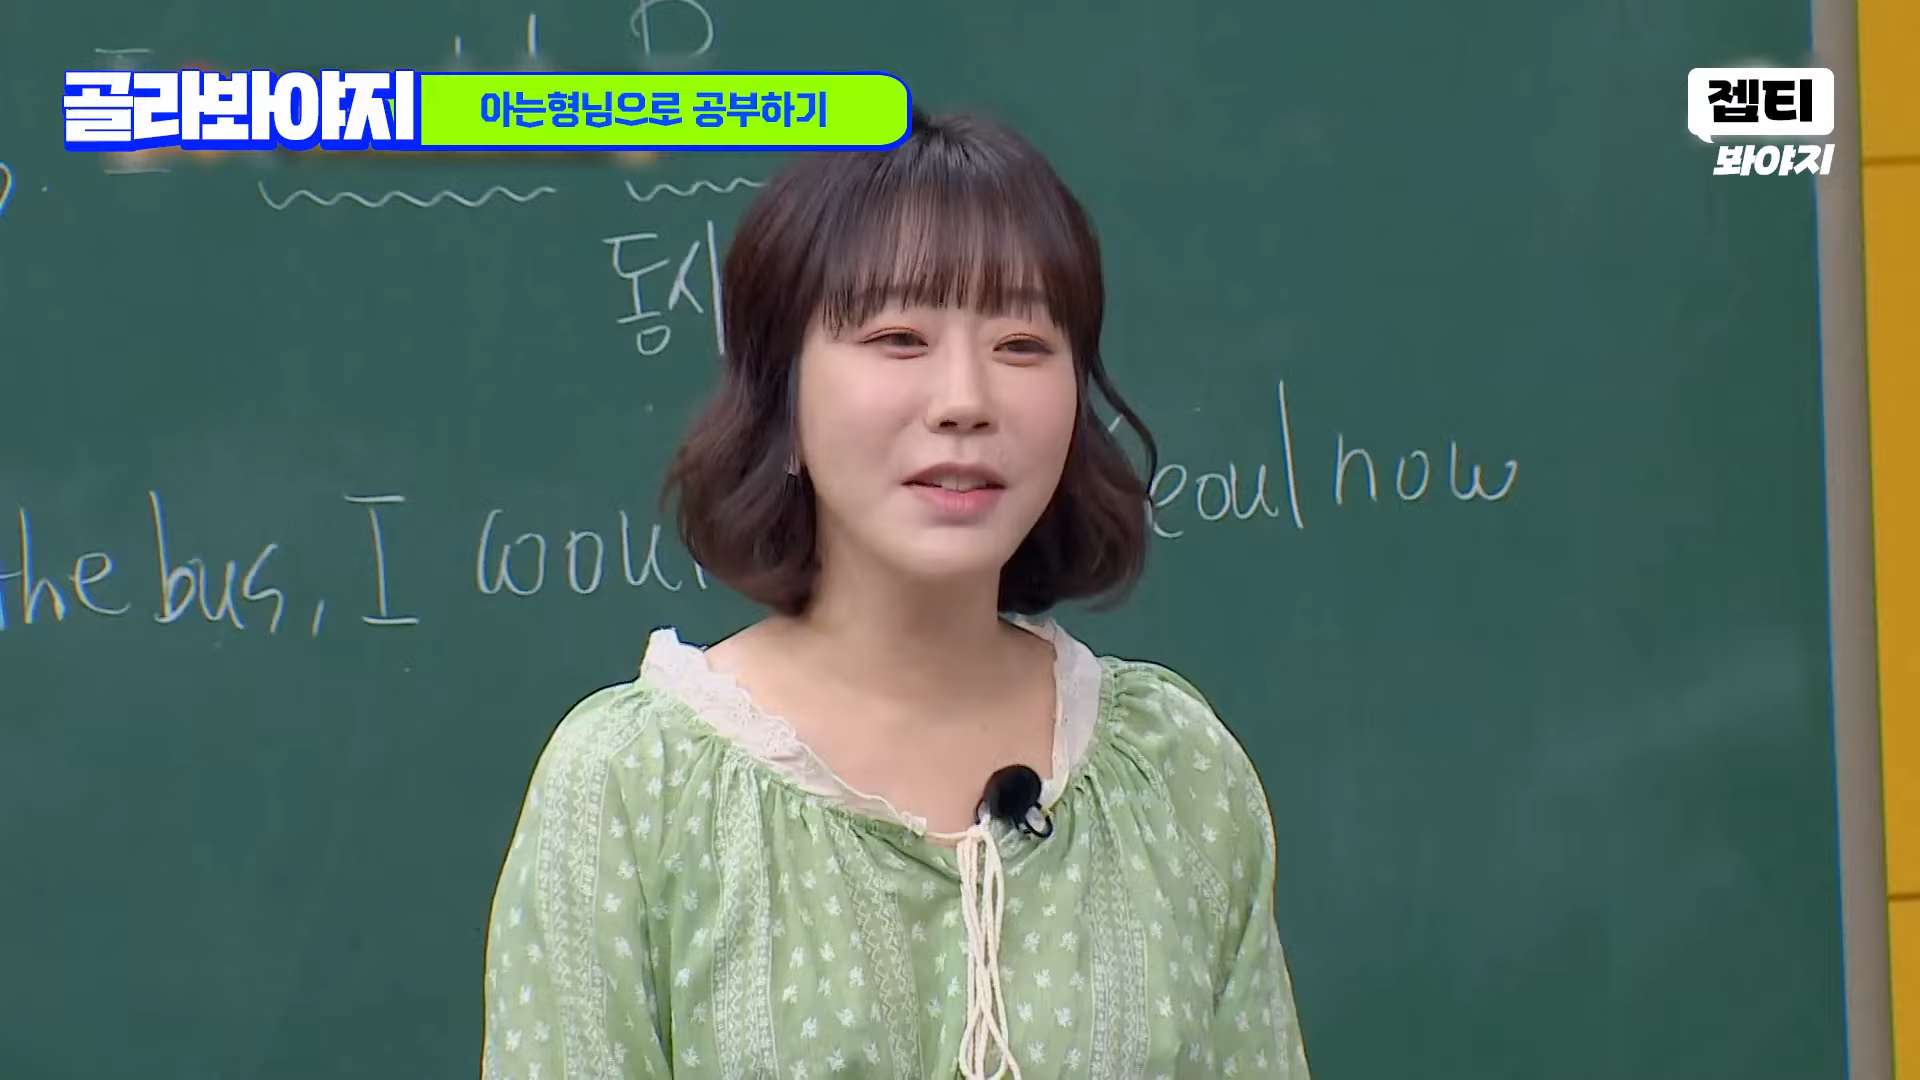 골라봐야지 아는형님으로 공부하기
젭티
봐야지
동시
the bus, I would
eoul now